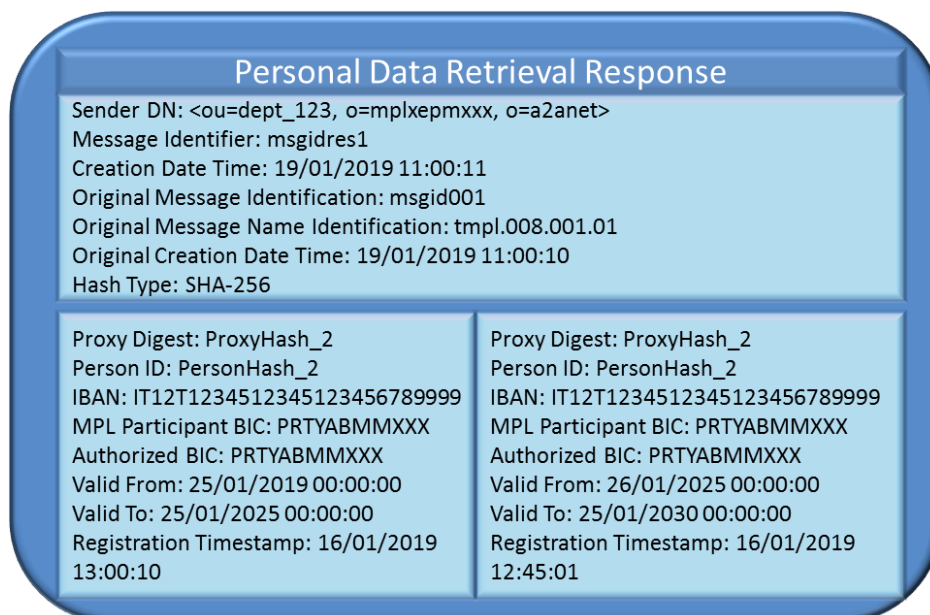 Personal Data Retrieval Response
Sender DN: <ou=dept_123, o=mplxepmxxx, o=a2anet>
Message Identifier: msgidres1
Creation Date Time: 19/01/2019 11:00:11
Original Message Identification: msgid001
Original Message Name Identification: tmpl.008.001.01
Original Creation Date Time: 19/01/2019 11:00:10
Hash Type: SHA-256
Proxy Digest: ProxyHash_2
Person ID: PersonHash_2
IBAN: IT12T1234512345123456789999
MPL Participant BIC: PRTYABMMXXX
Authorized BIC: PRTYABMMXXX
Valid From: 25/01/2019 00:00:00
Valid To: 25/01/2025 00:00:00
Registration Timestamp: 16/01/2019
13:00:10
Proxy Digest: ProxyHash_2
Person ID: PersonHash_2
IBAN: IT12T1234512345123456789999
MPL Participant BIC: PRTYABMMXXX
Authorized BIC: PRTYABMMXXX
Valid From: 26/01/2025 00:00:00
Valid To: 25/01/2030 00:00:00
Registration Timestamp: 16/01/2019
12:45:01